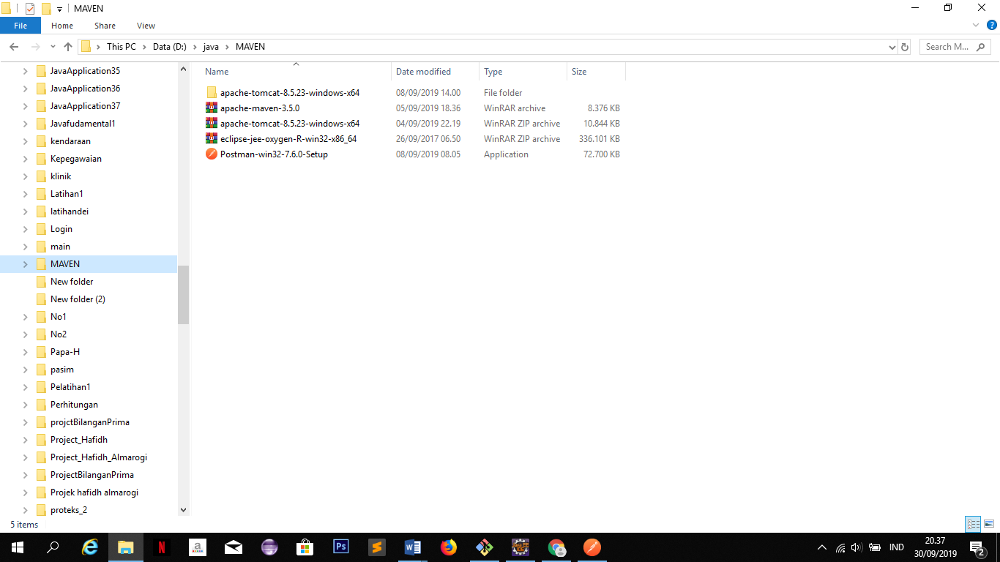 MAVEN
File Home Share View
This PC Data (D:) java MAVEN Search M...
JavaApplication35
JavaApplication36
JavaApplication37
Javafudamental1
kendaraan
Kepegawaian
klinik
Latihan1
latihandei
Login
main
MAVEN
New folder
New folder (2)
No1
No2
Papa-H
pasim
Pelatihan1
Perhitungan
projctBilanganPrima
Project_Hafidh
Project_Hafidh_Almarogi
ProjectBilanganPrima
Projek hafidh almarogi
proteks_2
Name Date modified Type Size
apache-tomcat-8.5.23-windows-x64 08/09/2019 14.00 File folder
apache-maven-3.5.0 05/09/2019 18.36 WinRAR archive 8.376 KB
apache-tomcat-8.5.23-windows-x64 04/09/2019 22.19 WinRAR ZIP archive 10.844 KB
eclipse-jee-oxygen-R-win32-x86_64 26/09/2017 06.50 WinRAR ZIP archive 336.101 KB
Postman-win32-7.6.0-Setup 08/09/2019 08.05 Application 72.700 KB
5 items
IND
20.37
30/09/2019
2